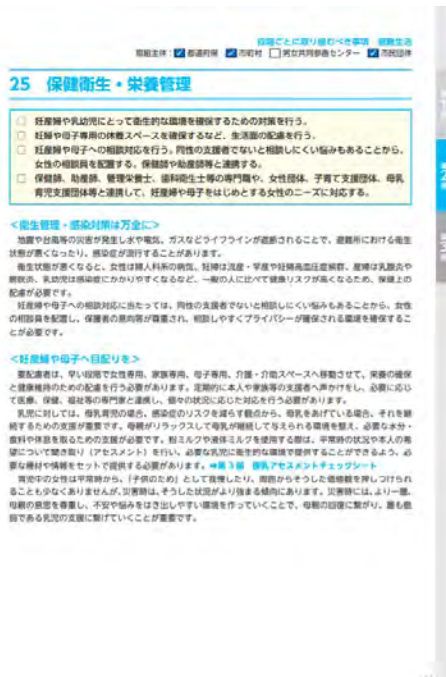 段階ごとに取り組むべき事項 避難生活
取組主体：都道府県 市町村 男女共同参画センター 市民団体
25 保健衛生・栄養管理
□ 妊産婦や乳幼児にとって衛生的な環境を確保するための対策を行う。
□ 妊婦や母子専用の休養スペースを確保するなど、生活面の配慮を行う。
□ 妊産婦や母子への相談対応を行う。同性の支援者でないと相談しにくい悩みもあることから、
女性の相談員を配置する。保健師や助産師等と連携する。
□ 保健師、助産師、管理栄養士、歯科衛生士等の専門職や、女性団体、子育て支援団体、母乳
育児支援団体等と連携して、妊産婦や母子をはじめとする女性のニーズに対応する。
＜衛生管理・感染対策は万全に＞
地震や台風等の災害が発生し水や電気、ガスなどライフラインが遮断されることで、避難所における衛生
状態が悪くなったり、感染症が流行することがあります。
衛生状態が悪くなると、女性は婦人科系の病気、妊婦は流産・早産や妊娠高血圧症候群、産婦は乳腺炎や
膀胱炎、乳幼児は感染症にかかりやすくなるなど、一般の人に比べて健康リスクが高くなるため、保健上の
配慮が必要です。
妊産婦や母子への相談対応に当たっては、同性の支援者でないと相談しにくい悩みもあることから、女性
の相談員を配置し、保護者の意向等が尊重され、相談しやすくプライバシーが確保される環境を確保するこ
とが必要です。
＜妊産婦や母子へ目配りを＞
要配慮者は、早い段階で女性専用、家族専用、母子専用、介護・介助スペースへ移動させて、栄養の確保
と健康維持のための配慮を行う必要があります。定期的に本人や家族等の支援者へ声かけをし、必要に応じ
て医療、保健、福祉等の専門家と連携し、個々の状況に応じた対応を行う必要があります。
乳児に対しては、母乳育児の場合、感染症のリスクを減らす観点から、母乳をあげている場合、それを継
続するための支援が重要です。母親がリラックスして母乳が継続して与えられる環境を整え、必要な水分・
食料や休息を取るための支援が必要です。粉ミルクや液体ミルクを使用する際は、平常時の状況や本人の希
望について聞き取り（アセスメント）を行い、必要な乳児に衛生的な環境で提供することができるよう、必
要な機材や情報をセットで提供する必要があります。➡第３部 授乳アセスメントチェックシート
育児中の女性は平常時から、「子供のため」として我慢したり、周囲からそうした価値観を押しつけられ
ることも少なくありませんが、災害時は、そうした状況がより強まる傾向にあります。災害時には、より一層、
母親の意思を尊重し、不安や悩みをはき出しやすい環境を作っていくことで、母親の回復に繋がり、最も脆
弱である乳児の支援に繋げていくことが重要です。